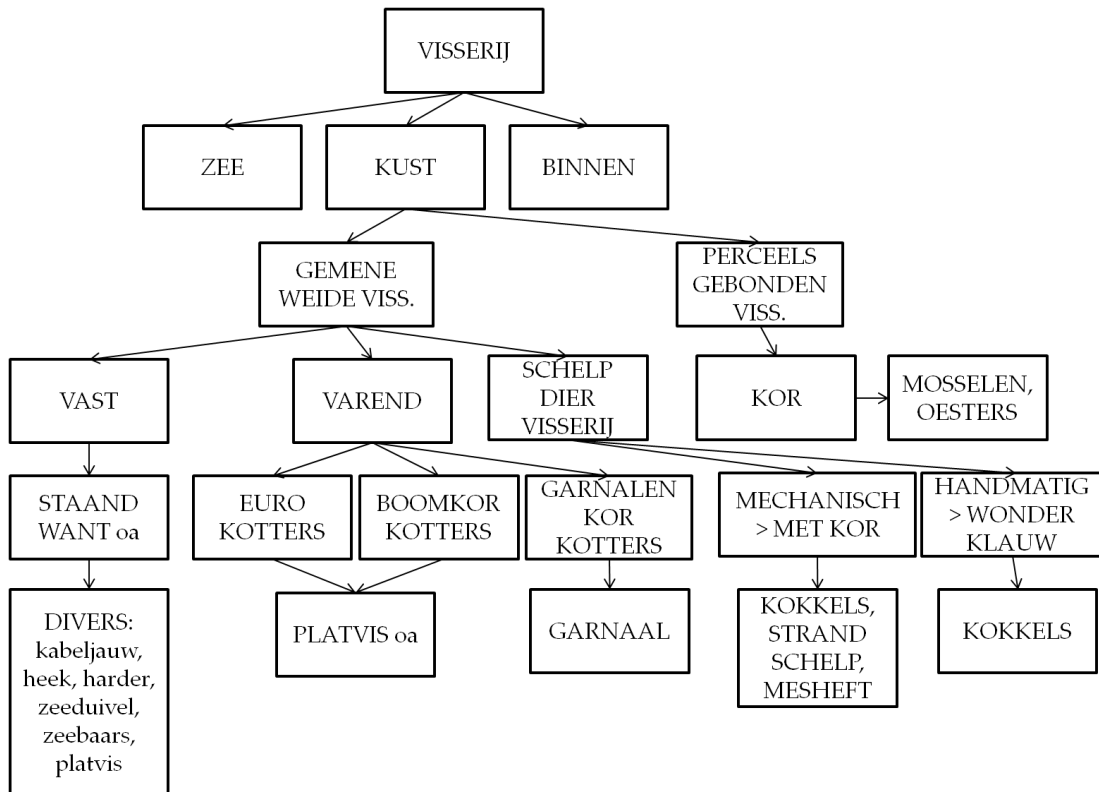 VISSERIJ
ZEE
KUST
BINNEN
GEMENE
WEIDE VISS.
PERCEELS
GEBONDEN
VISS.
VAST
VAREND
SCHELP
DIER
VISSERIJ
KOR
MOSSELEN,
OESTERS
STAAND
WANT oa
EURO
KOTTERS
BOOMKOR
KOTTERS
GARNALEN
KOR
KOTTERS
MECHANISCH
> MET KOR
HANDMATIG
> WONDER
KLAUW
DIVERS:
kabeljauw,
heek, harder,
zeeduivel,
zeebaars,
platvis
PLATVIS oa
GARNAAL
KOKKELS,
STRAND
SCHELP,
MESHEFT
KOKKELS